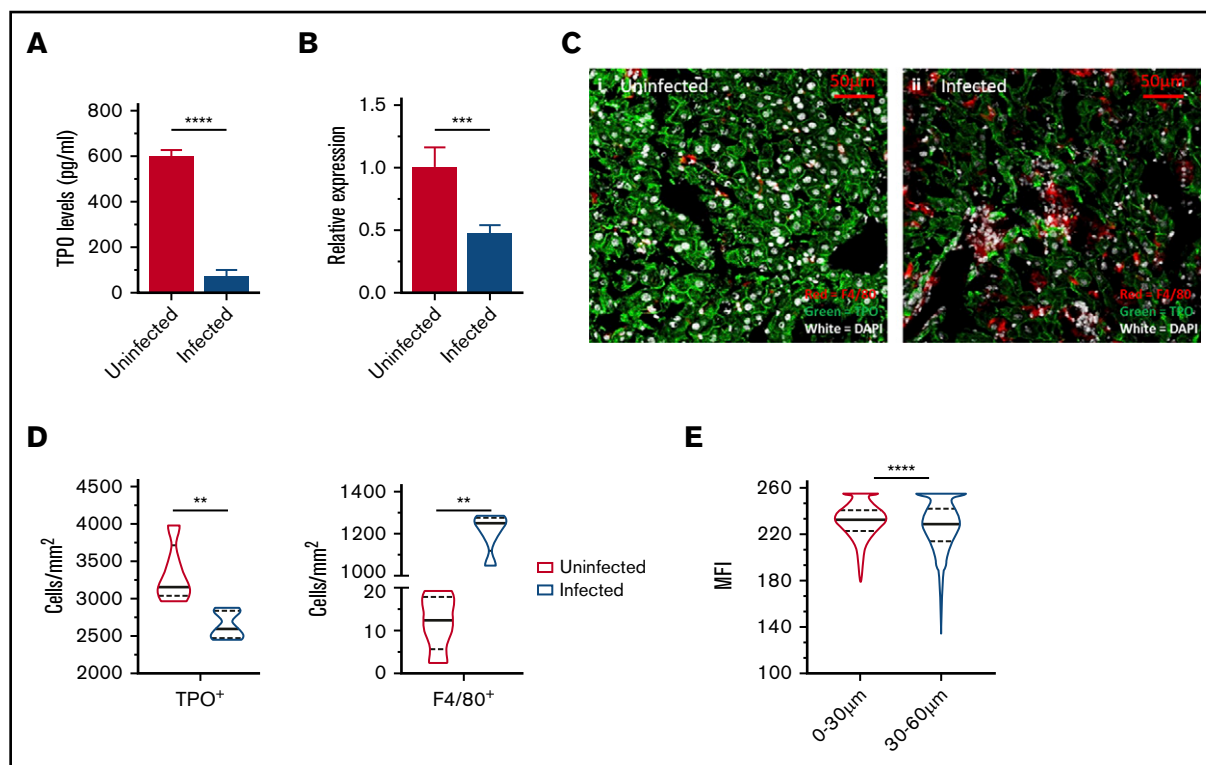 A
TPO levels (pg/ml)
800
600
400
200
0
****
Uninfected
Infected
B
Relative expression
1.5
1.0
0.5
0.0
***
Uninfected
Infected
C
i. Uninfected
50μm
Red = F4/80
Green = TPO
White = DAPI
ii Infected
50μm
Red = F4/80
Green = TPO
White = DAPI
D
Cells/mm²
4500
4000
3500
3000
2500
2000
**
TPO⁺
Cells/mm²
1400
1200
1000
20
10
0
**
F4/80⁺
Uninfected
Infected
E
MFI
260
220
180
140
100
****
0-30μm
30-60μm